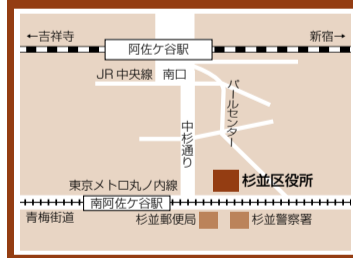 ←吉祥寺
新宿→
阿佐ケ谷駅
JR中央線 南口
パールセンター
中杉通り
杉並区役所
東京メトロ丸ノ内線
南阿佐ケ谷駅
青梅街道
杉並郵便局
杉並警察署